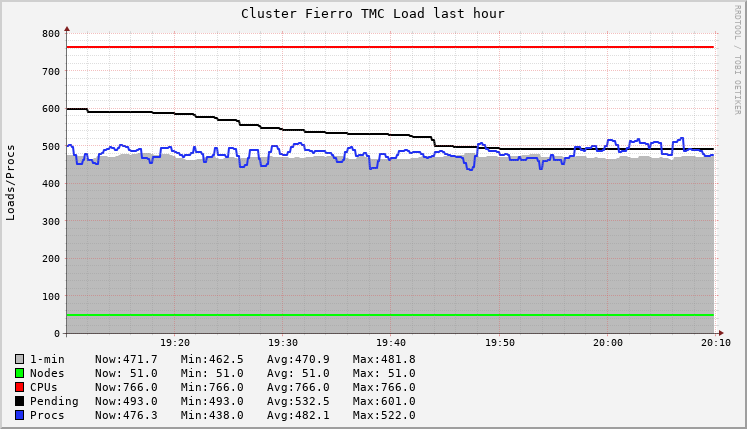 Cluster Fierro TMC Load last hour
RRDTOOL / TOBI OETIKER
Loads/Procs
800
700
600
500
400
300
200
100
0
19:20 19:30 19:40 19:50 20:00 20:10
1-min Now:471.7 Min:462.5 Avg:470.9 Max:481.8
Nodes Now: 51.0 Min: 51.0 Avg: 51.0 Max: 51.0
CPUs Now:766.0 Min:766.0 Avg:766.0 Max:766.0
Pending Now:493.0 Min:493.0 Avg:532.5 Max:601.0
Procs Now:476.3 Min:438.0 Avg:482.1 Max:522.0